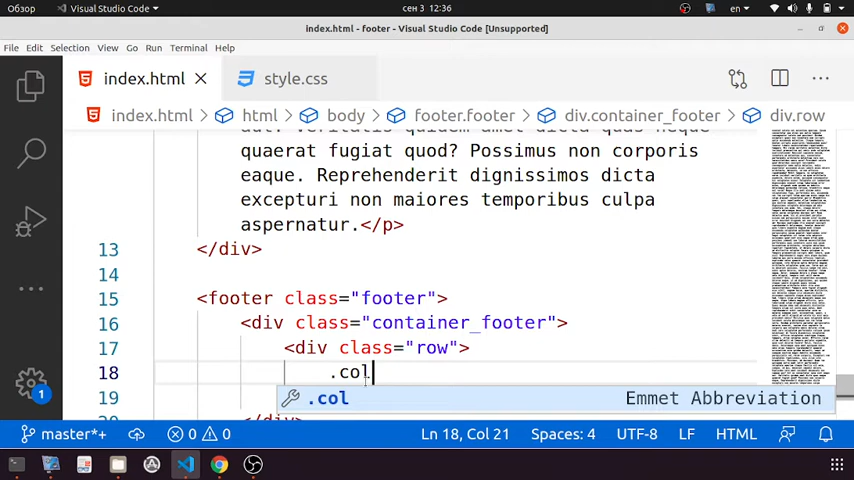 Обзор Visual Studio Code сен 3 12:36 en
index.html - footer - Visual Studio Code [Unsupported]
File Edit Selection View Go Run Terminal Help
index.html style.css
index.html html body footer.footer div.container_footer div.row
quaerat fugiat quod? Possimus non corporis
eaque. Reprehenderit dignissimos dicta
excepturi non maiores temporibus culpa
aspernatur.</p>
13 </div>
14
15 <footer class="footer">
16 <div class="container_footer">
17 <div class="row">
18 .col
.col Emmet Abbreviation
1 master*+ 0 0 Ln 18, Col 21 Spaces: 4 UTF-8 LF HTML